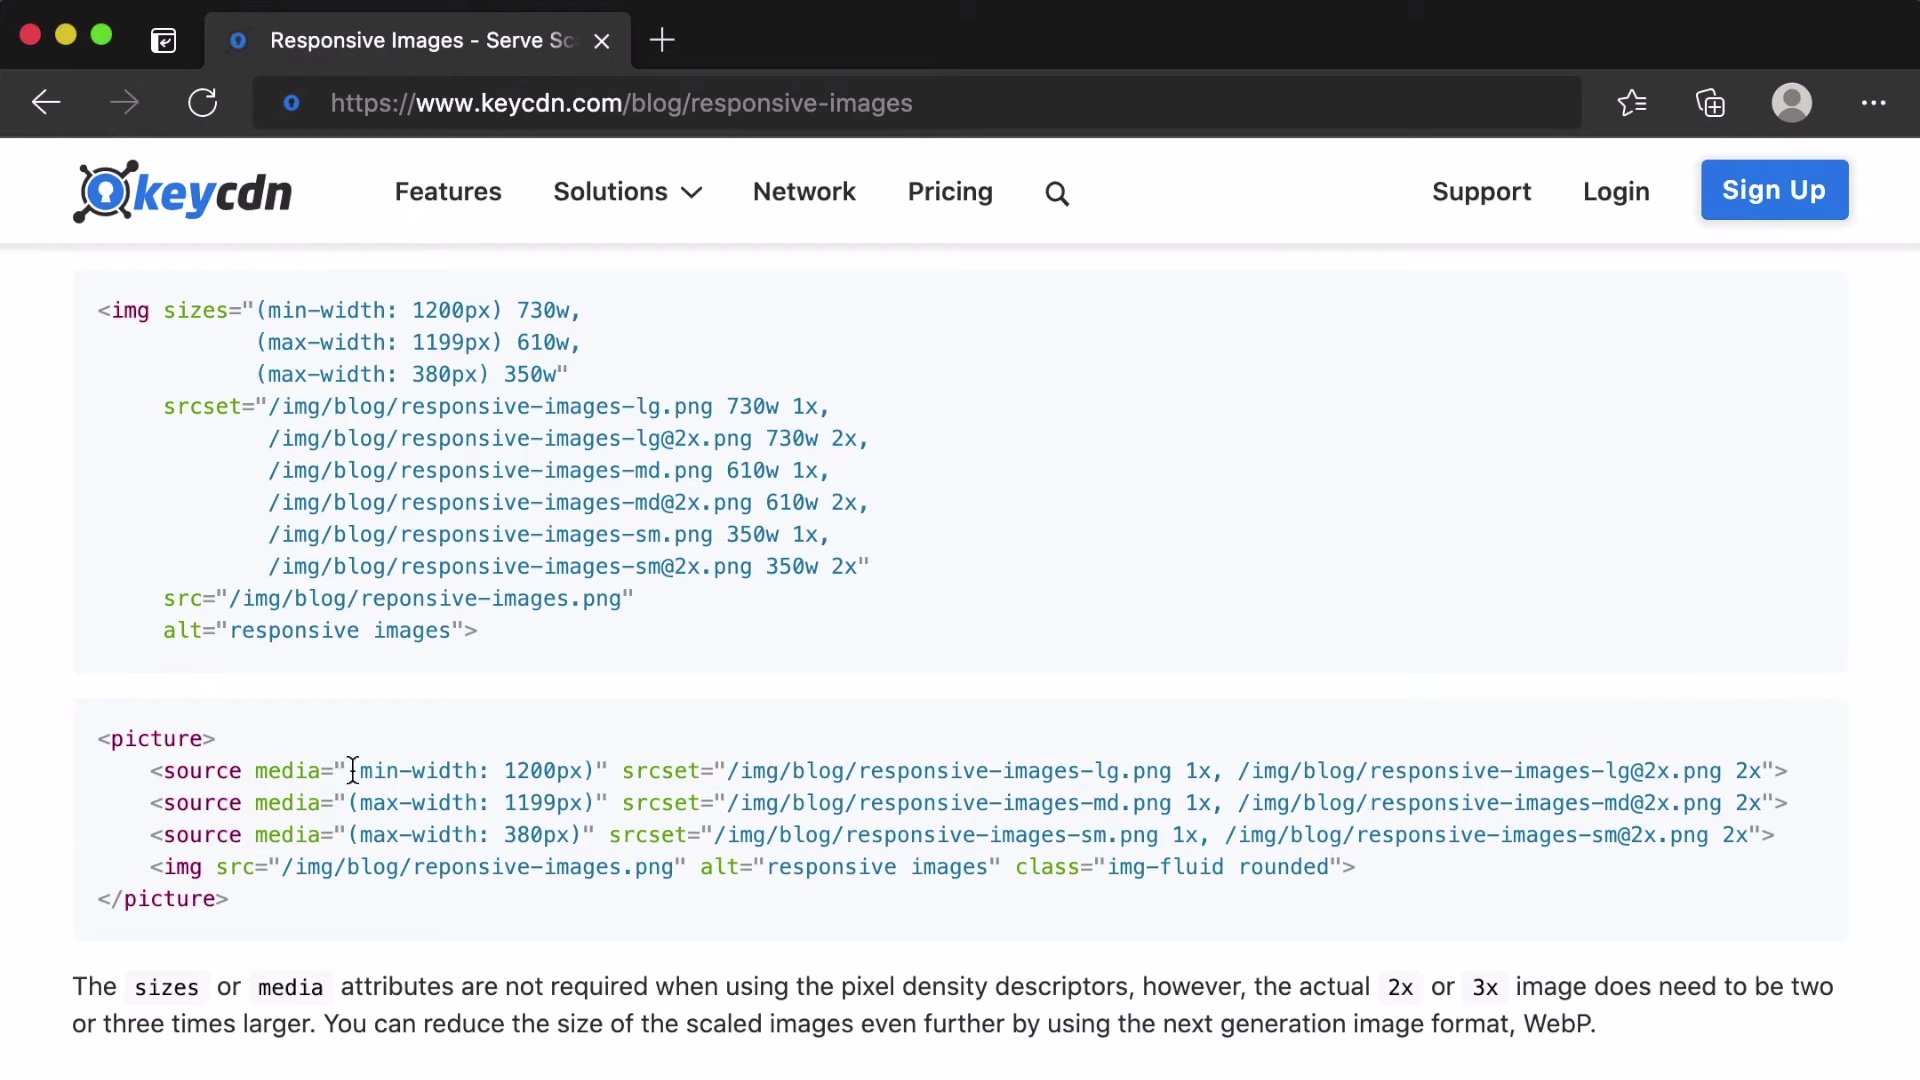 Responsive Images - Serve Sc
https://www.keycdn.com/blog/responsive-images
keycdn Features Solutions Network Pricing Support Login Sign Up
<img sizes="(min-width: 1200px) 730w,
(max-width: 1199px) 610w,
(max-width: 380px) 350w"
srcset="/img/blog/responsive-images-lg.png 730w 1x,
/img/blog/responsive-images-lg@2x.png 730w 2x,
/img/blog/responsive-images-md.png 610w 1x,
/img/blog/responsive-images-md@2x.png 610w 2x,
/img/blog/responsive-images-sm.png 350w 1x,
/img/blog/responsive-images-sm@2x.png 350w 2x"
src="/img/blog/reponsive-images.png"
alt="responsive images">
<picture>
<source media="(min-width: 1200px)" srcset="/img/blog/responsive-images-lg.png 1x, /img/blog/responsive-images-lg@2x.png 2x">
<source media="(max-width: 1199px)" srcset="/img/blog/responsive-images-md.png 1x, /img/blog/responsive-images-md@2x.png 2x">
<source media="(max-width: 380px)" srcset="/img/blog/responsive-images-sm.png 1x, /img/blog/responsive-images-sm@2x.png 2x">
<img src="/img/blog/reponsive-images.png" alt="responsive images" class="img-fluid rounded">
</picture>
The sizes or media attributes are not required when using the pixel density descriptors, however, the actual 2x or 3x image does need to be two
or three times larger. You can reduce the size of the scaled images even further by using the next generation image format, WebP.